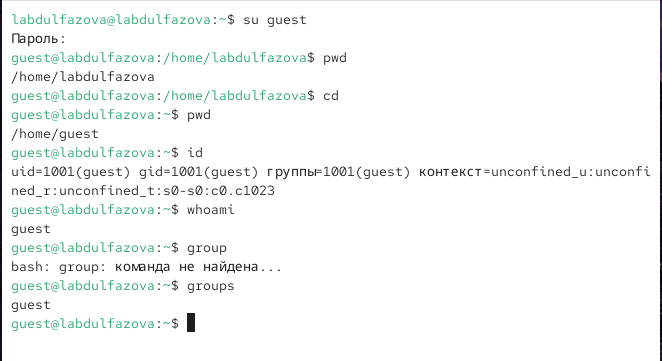 labdulfazova@labdulfazova:~$ su guest
Пароль:
guest@labdulfazova:/home/labdulfazova$ pwd
/home/labdulfazova
guest@labdulfazova:/home/labdulfazova$ cd
guest@labdulfazova:~$ pwd
/home/guest
guest@labdulfazova:~$ id
uid=1001(guest) gid=1001(guest) группы=1001(guest) контекст=unconfined_u:unconfi
ned_r:unconfined_t:s0-s0:c0.c1023
guest@labdulfazova:~$ whoami
guest
guest@labdulfazova:~$ group
bash: group: команда не найдена...
guest@labdulfazova:~$ groups
guest
guest@labdulfazova:~$